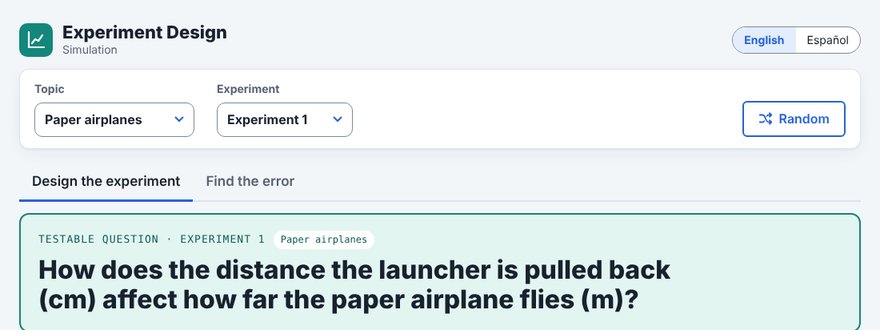 Experiment Design
Simulation
English Español
Topic
Paper airplanes
Experiment
Experiment 1
Random
Design the experiment
Find the error
TESTABLE QUESTION · EXPERIMENT 1 Paper airplanes
How does the distance the launcher is pulled back
(cm) affect how far the paper airplane flies (m)?